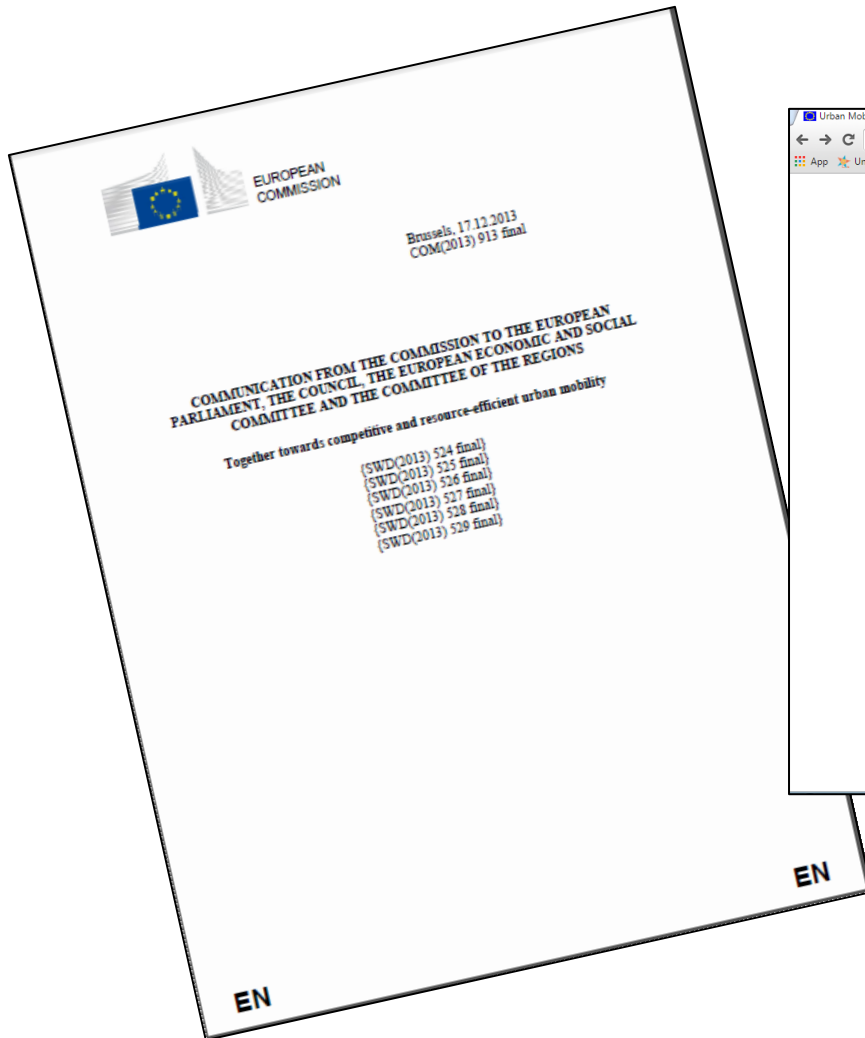 EUROPEAN
COMMISSION
Brussels, 17.12.2013
COM(2013) 913 final
COMMUNICATION FROM THE COMMISSION TO THE EUROPEAN
PARLIAMENT, THE COUNCIL, THE EUROPEAN ECONOMIC AND SOCIAL
COMMITTEE AND THE COMMITTEE OF THE REGIONS
Together towards competitive and resource-efficient urban mobility
{SWD(2013) 524 final}
{SWD(2013) 525 final}
{SWD(2013) 526 final}
{SWD(2013) 527 final}
{SWD(2013) 528 final}
{SWD(2013) 529 final}
EN
EN
Urban Mob
App Un